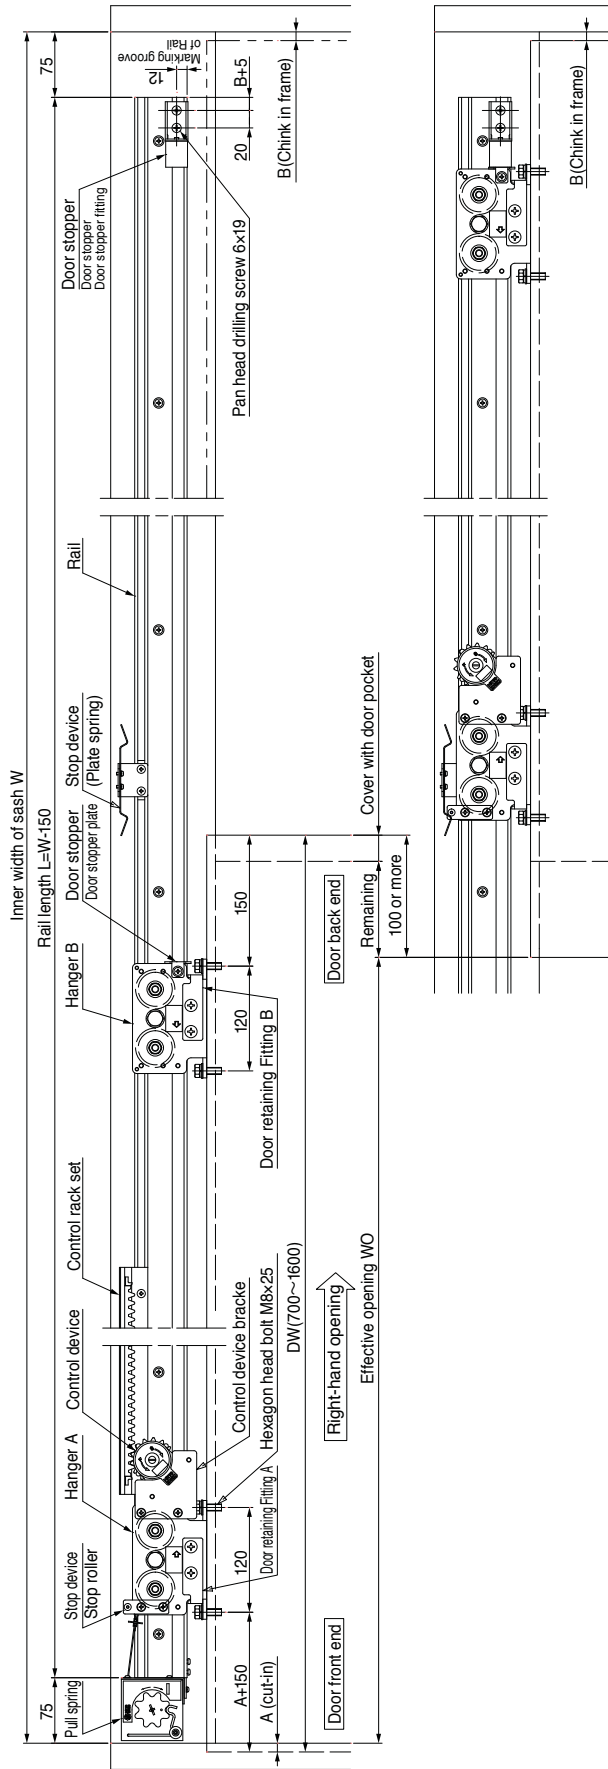 Inner width of sash W
75
Rail length L=W-150
75
Pull spring
Stop device
Stop roller
Hanger A
Control device
Control rack set
Hanger B
Door stopper
Door stopper plate
Stop device
(Plate spring)
Rail
Door stopper
Door stopper
Door stopper fitting
Marking groove
of Rail
12
B+5
20
B(Chink in frame)
Pan head drilling screw 6×19
A+150
120
A (cut-in)
Door retaining Fitting A
Control device bracke
Hexagon head bolt M8×25
120
150
Door retaining Fitting B
DW(700~1600)
Door front end
Right-hand opening
Door back end
Cover with door pocket
Effective opening WO
Remaining
100 or more
B(Chink in frame)